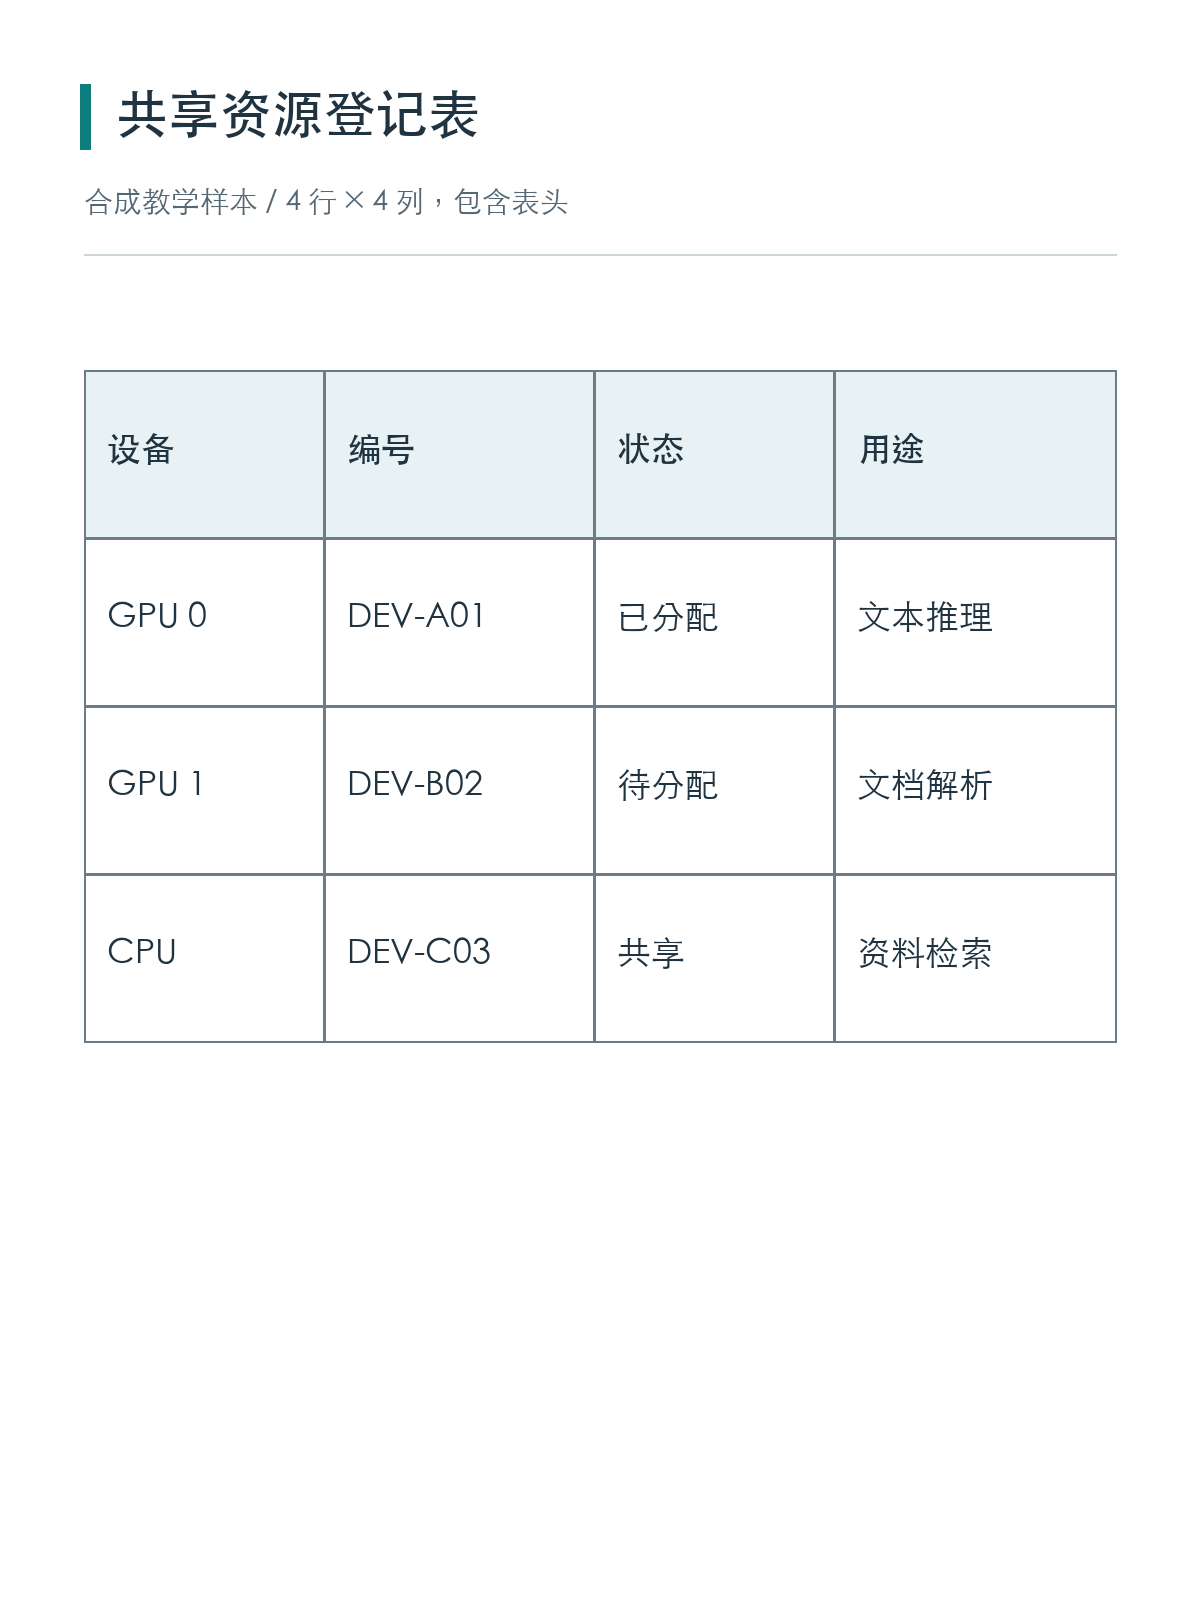 共享资源登记表
合成教学样本 / 4 行 × 4 列，包含表头
设备 编号 状态 用途
GPU 0 DEV-A01 已分配 文本推理
GPU 1 DEV-B02 待分配 文档解析
CPU DEV-C03 共享 资料检索